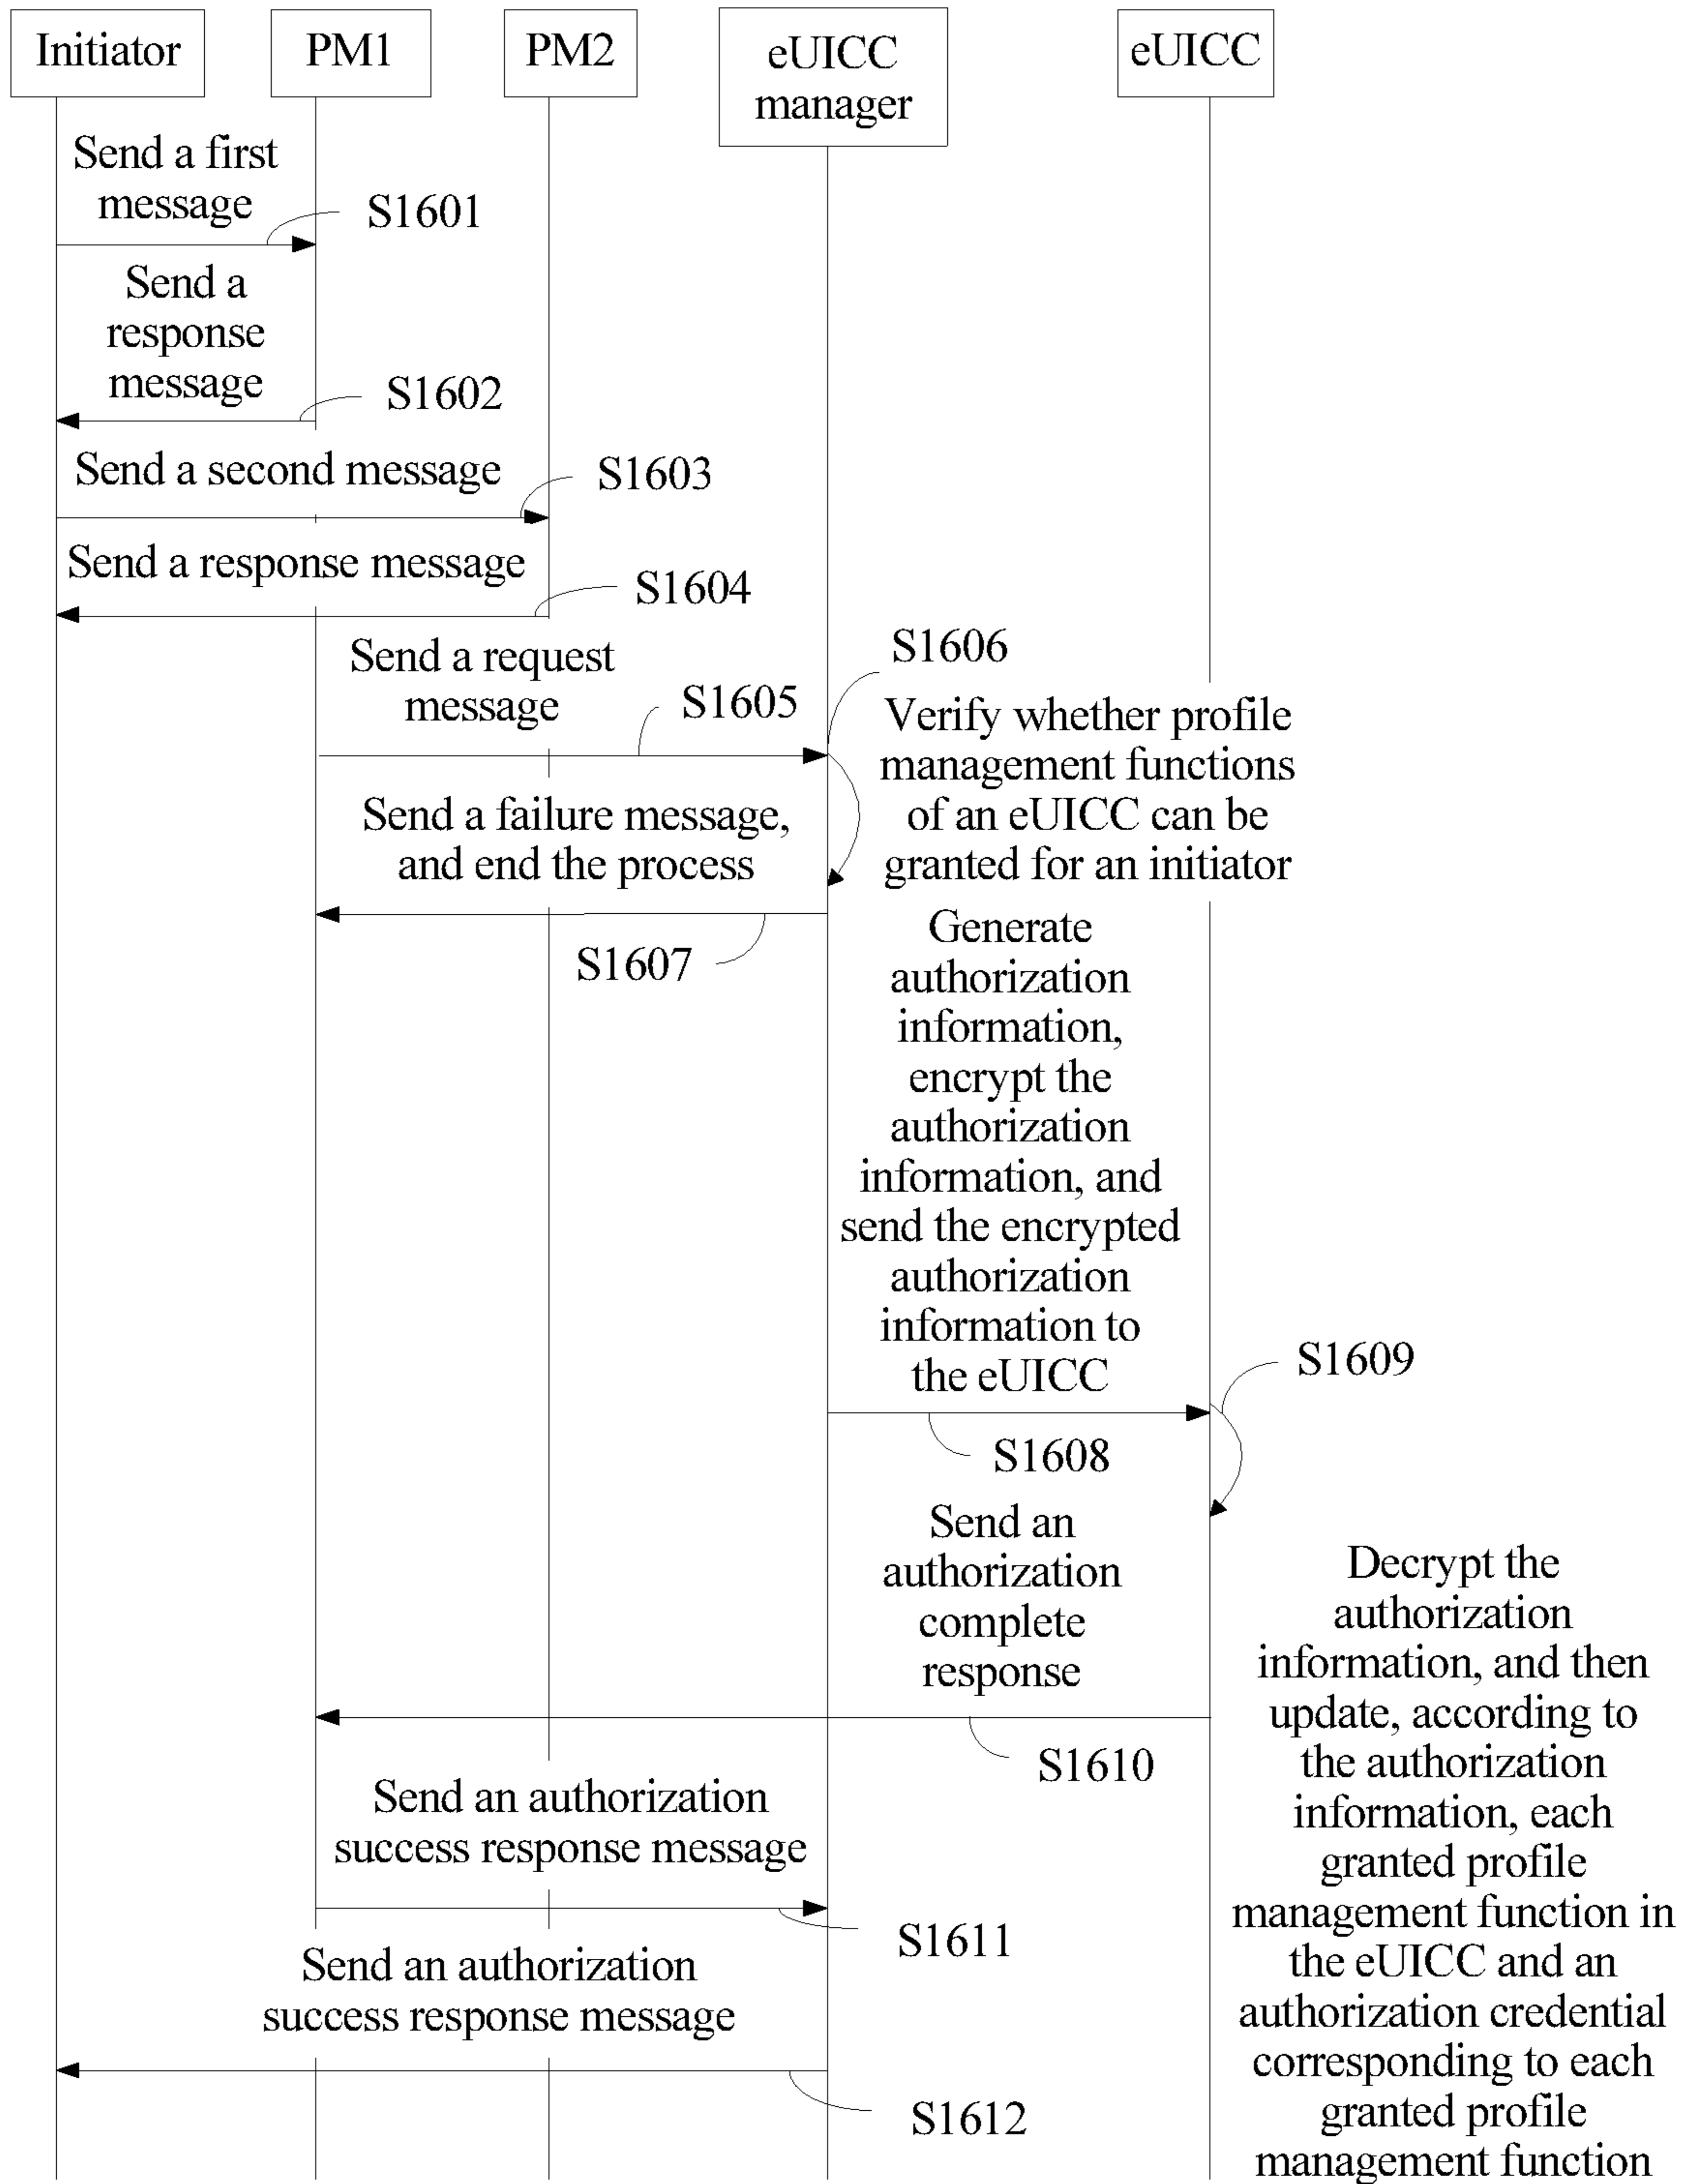 Initiator
PM1
PM2
eUICC
manager
eUICC
Send a first
message
S1601
Send a
response
message
S1602
Send a second message
S1603
Send a response message
S1604
Send a request
message
S1605
S1606
Verify whether profile
management functions
of an eUICC can be
granted for an initiator
Send a failure message,
and end the process
S1607
Generate
authorization
information,
encrypt the
authorization
information, and
send the encrypted
authorization
information to
the eUICC
S1608
S1609
Decrypt the
authorization
information, and then
update, according to
the authorization
information, each
granted profile
management function in
the eUICC and an
authorization credential
corresponding to each
granted profile
management function
Send an
authorization
complete
response
S1610
Send an authorization
success response message
S1611
Send an authorization
success response message
S1612